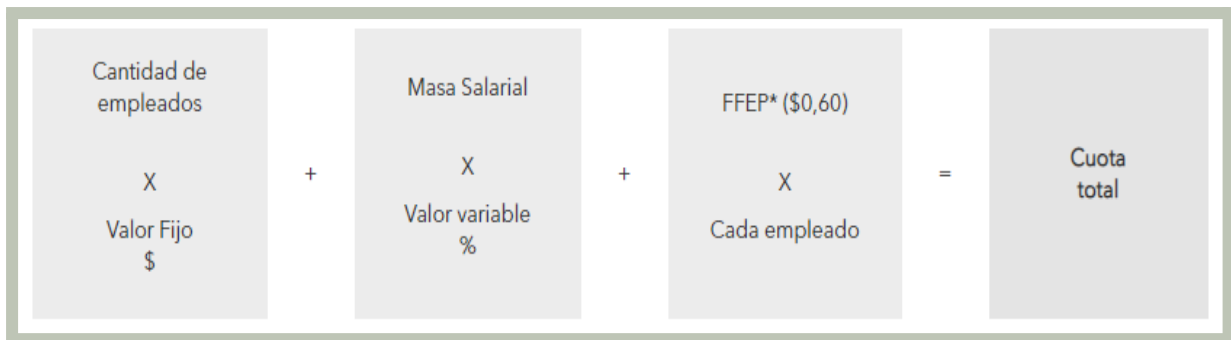 Cantidad de
empleados
X
Valor Fijo
$
+
Masa Salarial
X
Valor variable
%
+
FFEP* ($0,60)
X
Cada empleado
=
Cuota
total